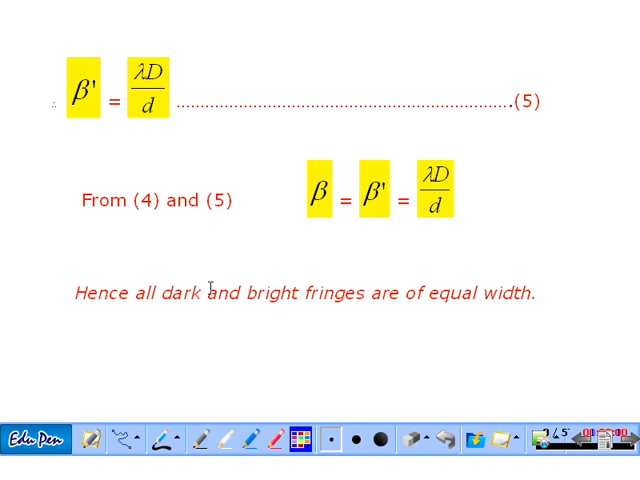 ∴ β' = λD/d ........................................................................(5)
From (4) and (5) β = β' = λD/d
Hence all dark and bright fringes are of equal width.
Edu Pen